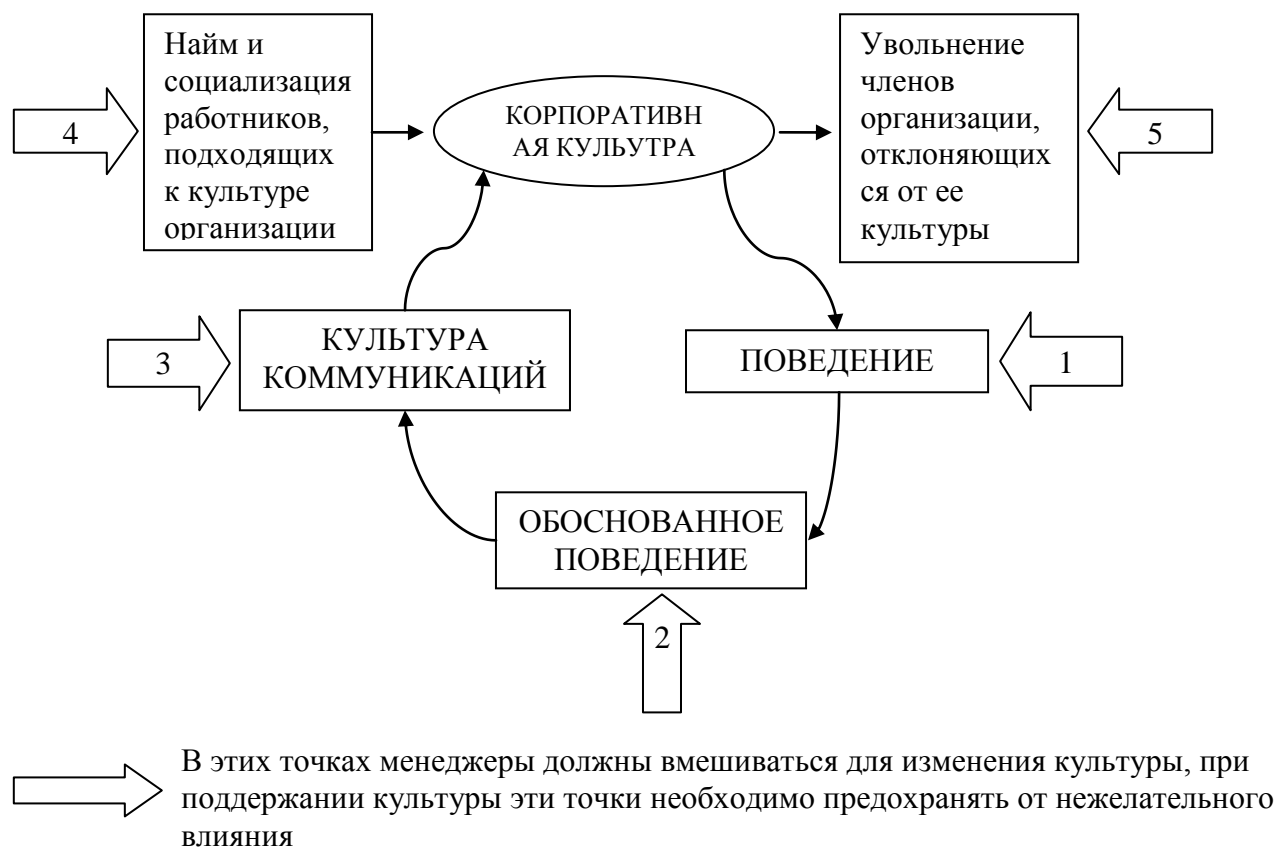 Найм и
социализация
работников,
подходящих
к культуре
организации
4
КОРПОРАТИВН
АЯ КУЛЬУТРА
Увольнение
членов
организации,
отклоняющих
ся от ее
культуры
5
3
КУЛЬТУРА
КОММУНИКАЦИЙ
ПОВЕДЕНИЕ
1
ОБОСНОВАННОЕ
ПОВЕДЕНИЕ
2
В этих точках менеджеры должны вмешиваться для изменения культуры, при
поддержании культуры эти точки необходимо предохранять от нежелательного
влияния